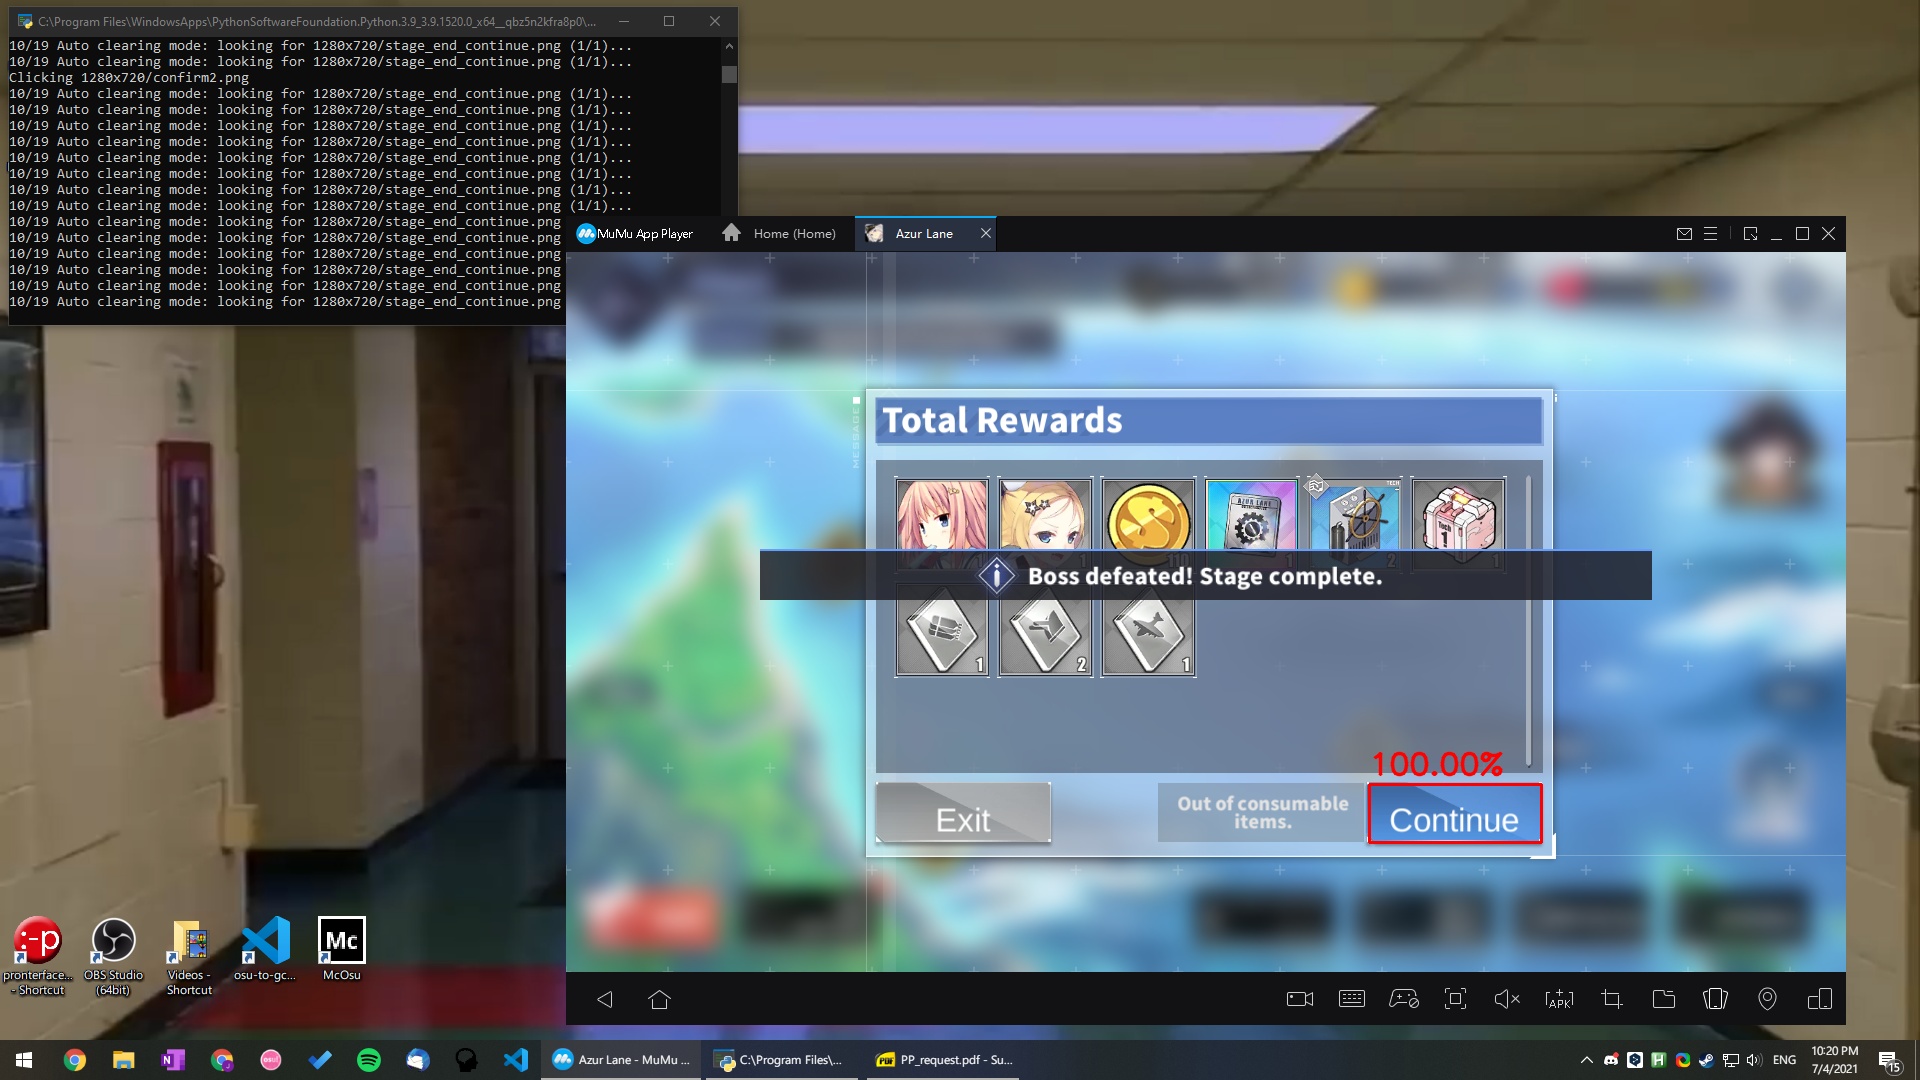 C:\Program Files\WindowsApps\PythonSoftwareFoundation.Python.3.9_3.9.1520.0_x64__qbz5n2kfra8p0\...
10/19 Auto clearing mode: looking for 1280x720/stage_end_continue.png (1/1)...
10/19 Auto clearing mode: looking for 1280x720/stage_end_continue.png (1/1)...
Clicking 1280x720/confirm2.png
10/19 Auto clearing mode: looking for 1280x720/stage_end_continue.png (1/1)...
10/19 Auto clearing mode: looking for 1280x720/stage_end_continue.png (1/1)...
10/19 Auto clearing mode: looking for 1280x720/stage_end_continue.png (1/1)...
10/19 Auto clearing mode: looking for 1280x720/stage_end_continue.png (1/1)...
10/19 Auto clearing mode: looking for 1280x720/stage_end_continue.png (1/1)...
10/19 Auto clearing mode: looking for 1280x720/stage_end_continue.png (1/1)...
10/19 Auto clearing mode: looking for 1280x720/stage_end_continue.png (1/1)...
10/19 Auto clearing mode: looking for 1280x720/stage_end_continue.png (1/1)...
10/19 Auto clearing mode: looking for 1280x720/stage_end_continue.png
10/19 Auto clearing mode: looking for 1280x720/stage_end_continue.png
10/19 Auto clearing mode: looking for 1280x720/stage_end_continue.png
10/19 Auto clearing mode: looking for 1280x720/stage_end_continue.png
10/19 Auto clearing mode: looking for 1280x720/stage_end_continue.png
10/19 Auto clearing mode: looking for 1280x720/stage_end_continue.png
MuMu App Player
Home (Home)
Azur Lane
MESSAGE
Total Rewards
AZUR LANE
TECH
Tech 1
Boss defeated! Stage complete.
1
2
1
100.00%
Exit
Out of consumable
items.
Continue
:-p
Mc
pronterface... - Shortcut
OBS Studio (64bit)
Videos - Shortcut
osu-to-gc...
McOsu
APK
osu!
Azur Lane - MuMu ...
C:\Program Files\...
PDF
PP_request.pdf - Su...
ENG
10:20 PM
7/4/2021
15